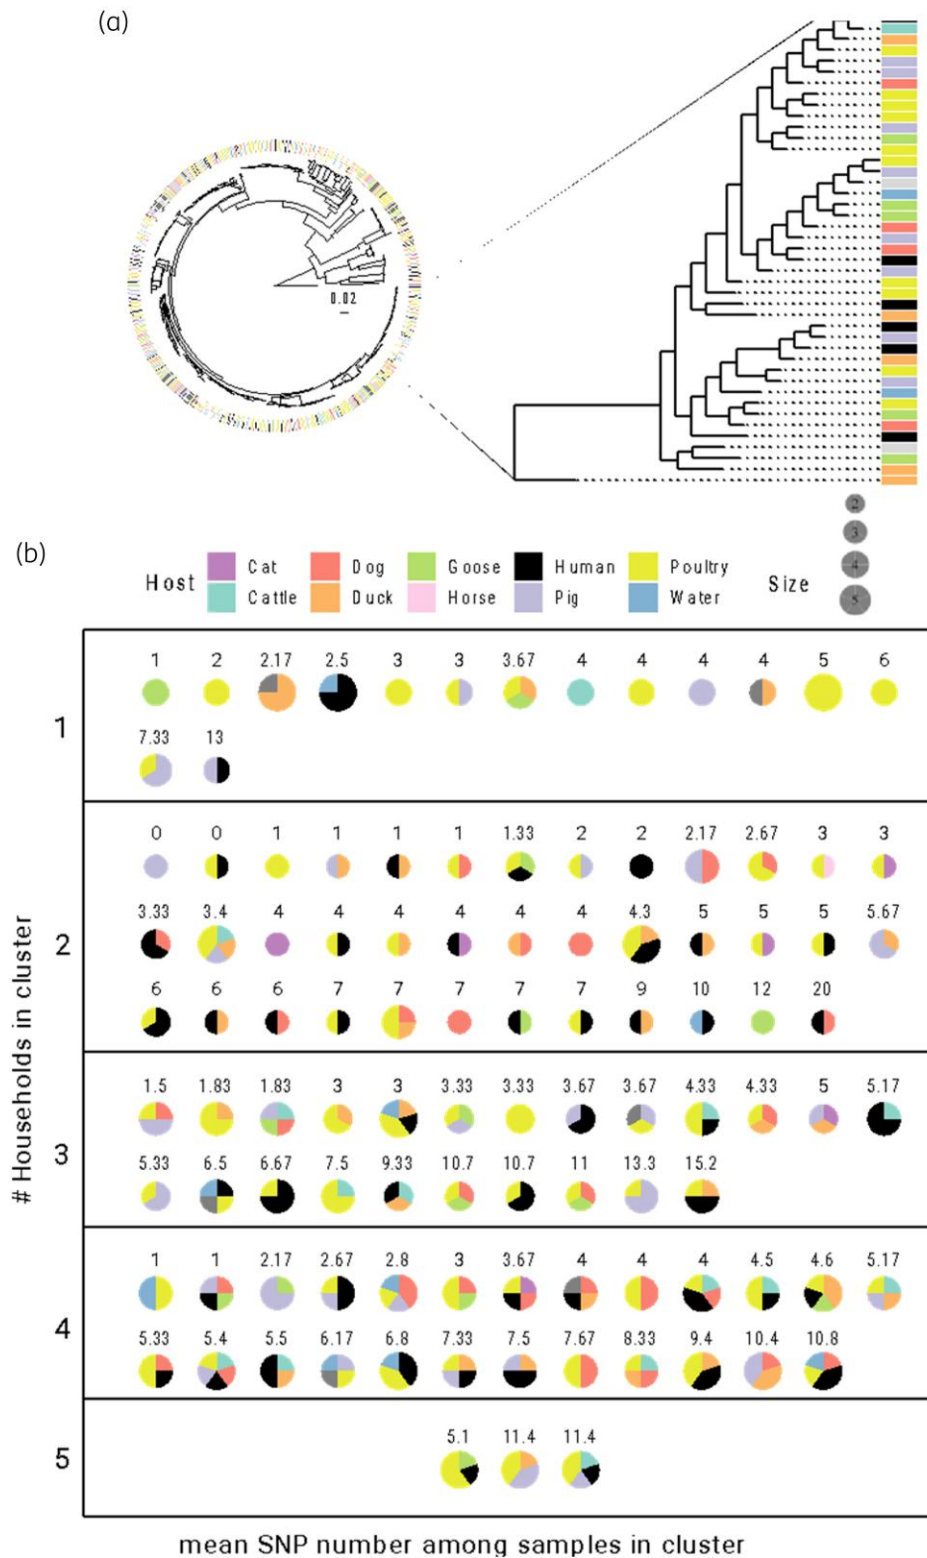 (a)
0.02
2
3
4
5
(b)
Host Cat Dog Goose Human Poultry Size
Cattle Duck Horse Pig Water
# Households in cluster
1
1 2 2.17 2.5 3 3 3.67 4 4 4 4 5 6
7.33 13
2
0 0 1 1 1 1 1.33 2 2 2.17 2.67 3 3
3.33 3.4 4 4 4 4 4 4 4.3 5 5 5 5.67
6 6 6 7 7 7 7 7 9 10 12 20
3
1.5 1.83 1.83 3 3 3.33 3.33 3.67 3.67 4.33 4.33 5 5.17
5.33 6.5 6.67 7.5 9.33 10.7 10.7 11 13.3 15.2
4
1 1 2.17 2.67 2.8 3 3.67 4 4 4 4.5 4.6 5.17
5.33 5.4 5.5 6.17 6.8 7.33 7.5 7.67 8.33 9.4 10.4 10.8
5
5.1 11.4 11.4
mean SNP number among samples in cluster